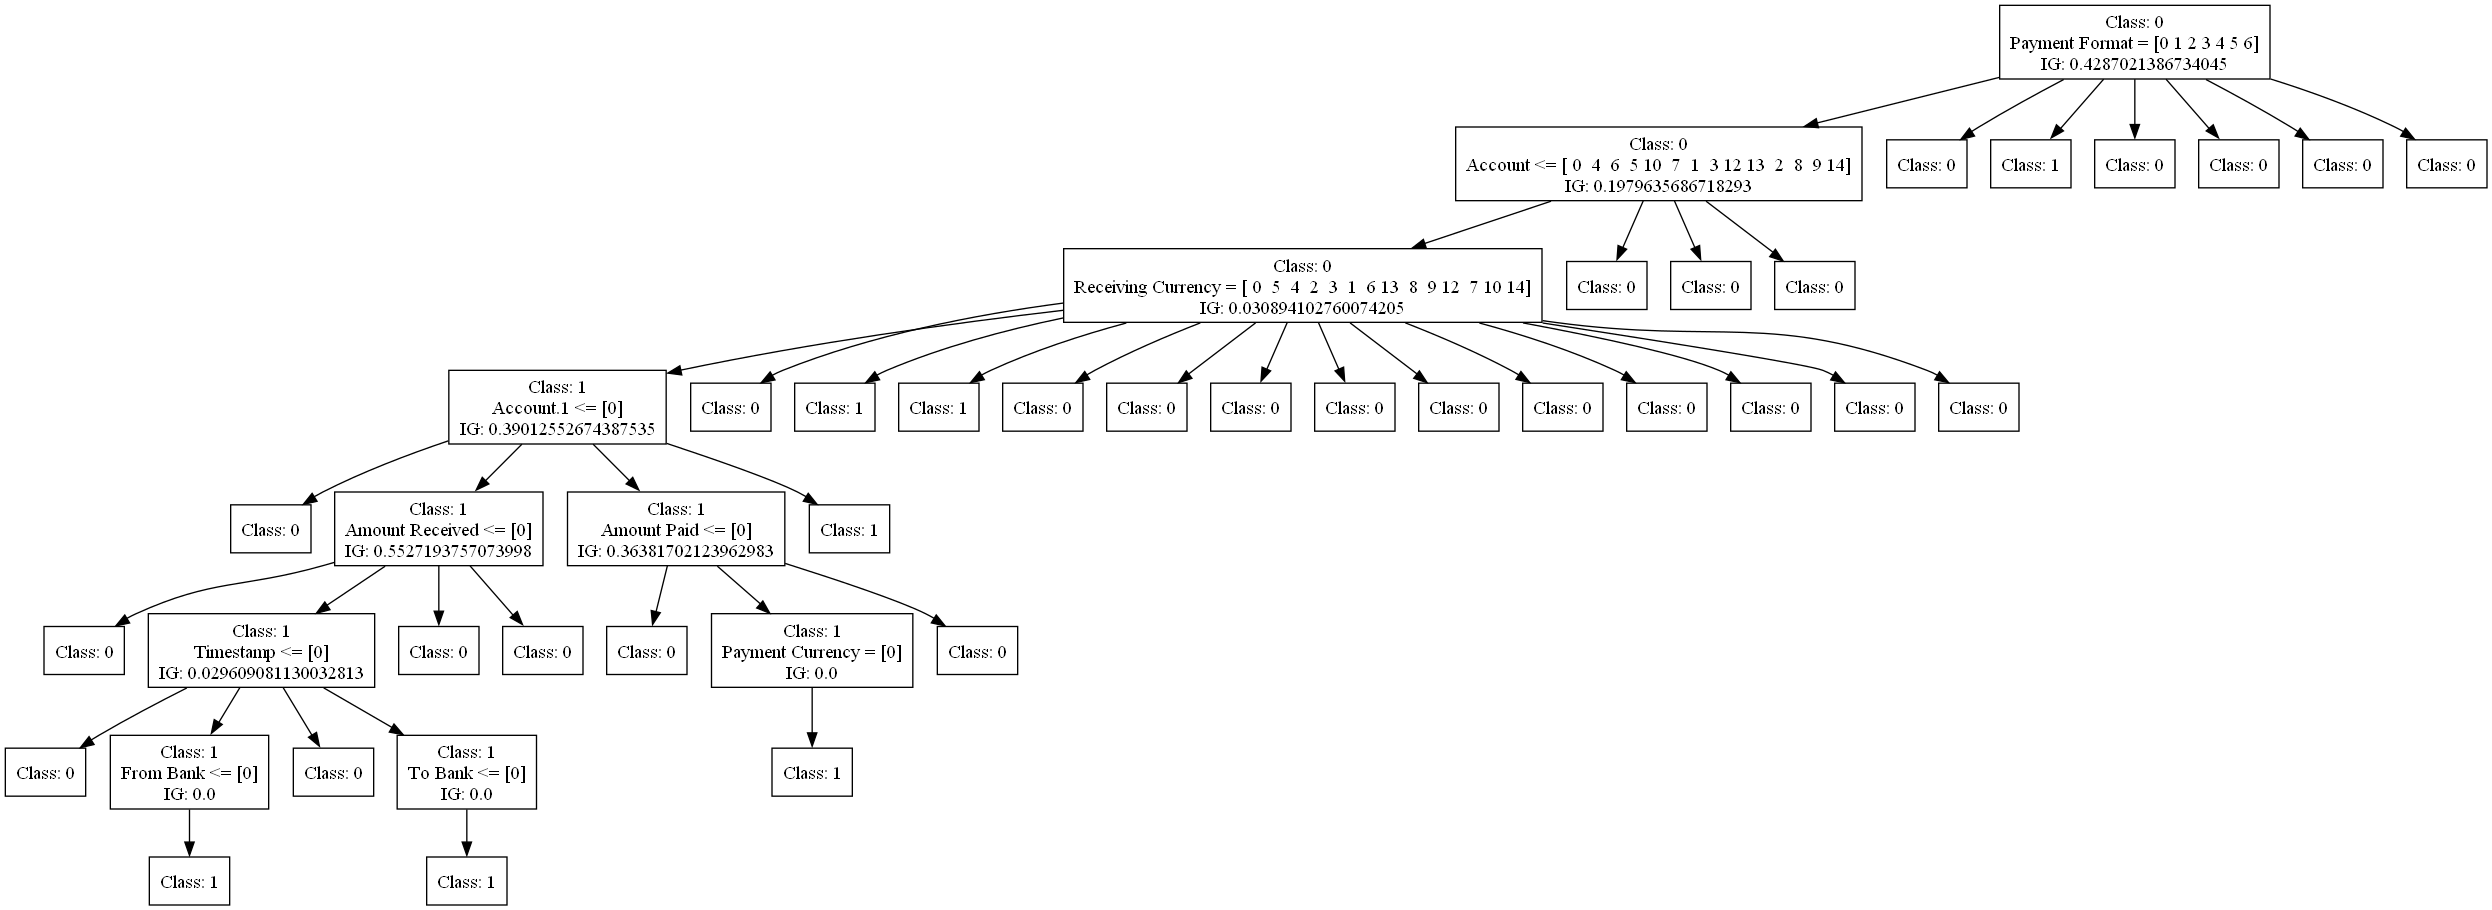 Class: 0
Payment Format = [0 1 2 3 4 5 6]
IG: 0.4287021386734045
Class: 0
Account <= [ 0  4  6  5 10  7  1  3 12 13  2  8  9 14]
IG: 0.1979635686718293
Class: 0
Class: 1
Class: 0
Class: 0
Class: 0
Class: 0
Class: 0
Receiving Currency = [ 0  5  4  2  3  1  6 13  8  9 12  7 10 14]
IG: 0.030894102760074205
Class: 0
Class: 0
Class: 0
Class: 1
Account.1 <= [0]
IG: 0.39012552674387535
Class: 0
Class: 1
Class: 1
Class: 0
Class: 0
Class: 0
Class: 0
Class: 0
Class: 0
Class: 0
Class: 0
Class: 0
Class: 0
Class: 0
Class: 1
Amount Received <= [0]
IG: 0.5527193757073998
Class: 1
Amount Paid <= [0]
IG: 0.36381702123962983
Class: 1
Class: 0
Class: 1
Timestamp <= [0]
IG: 0.029609081130032813
Class: 0
Class: 0
Class: 0
Class: 1
Payment Currency = [0]
IG: 0.0
Class: 0
Class: 0
Class: 1
From Bank <= [0]
IG: 0.0
Class: 0
Class: 1
To Bank <= [0]
IG: 0.0
Class: 1
Class: 1
Class: 1